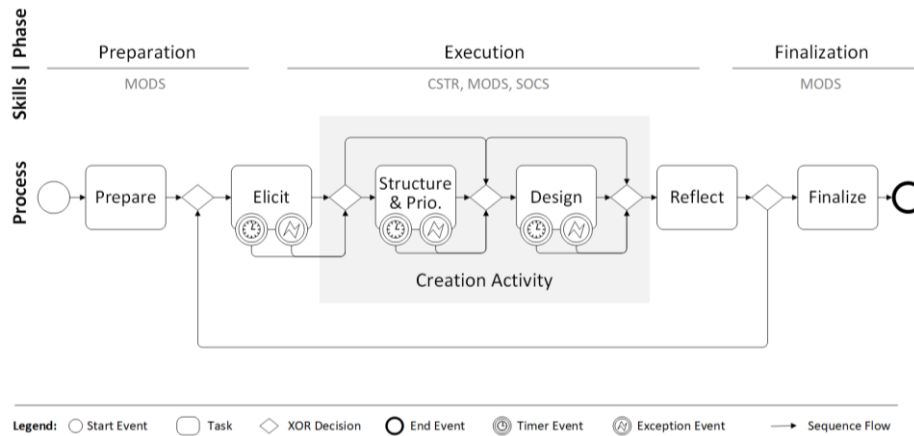 Skills | Phase
Preparation
Execution
Finalization
MODS
CSTR, MODS, SOCS
MODS
Process
Prepare
Elicit
Structure
& Prio.
Design
Reflect
Finalize
Creation Activity
Legend: Start Event Task XOR Decision End Event Timer Event Exception Event Sequence Flow